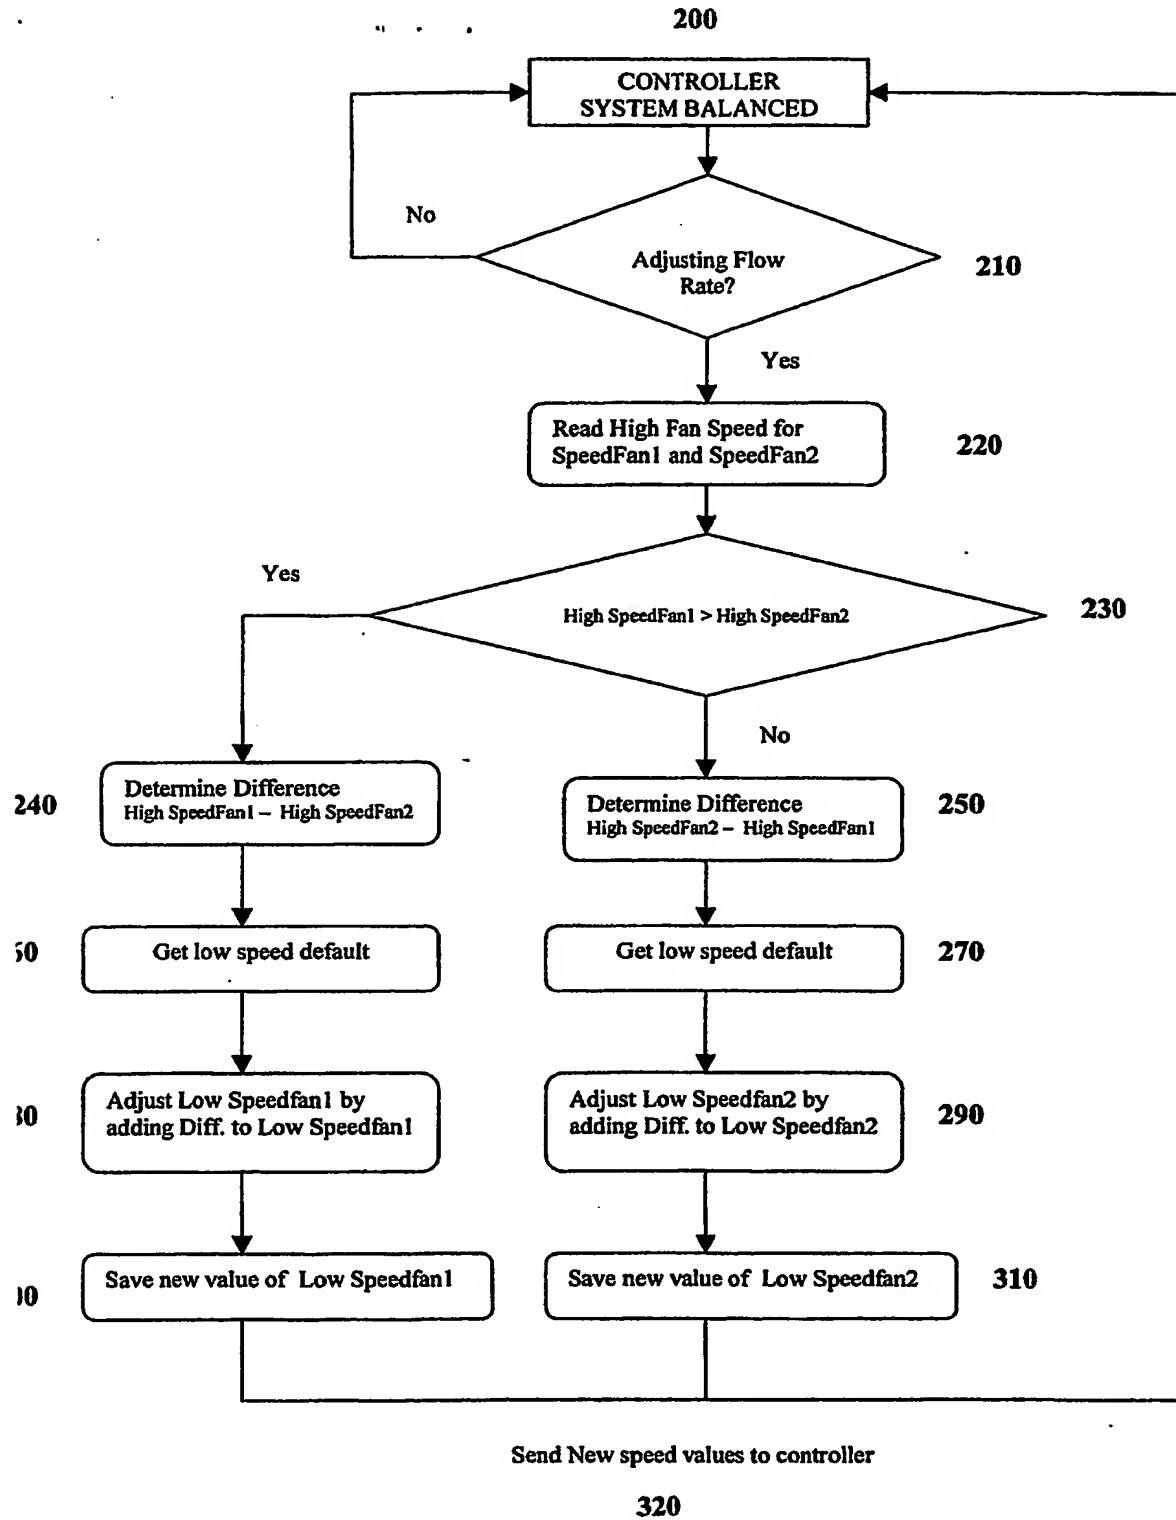 200
CONTROLLER
SYSTEM BALANCED
No
Adjusting Flow
Rate?
210
Yes
Read High Fan Speed for
SpeedFan1 and SpeedFan2
220
Yes
High SpeedFan1 > High SpeedFan2
230
No
240
Determine Difference
High SpeedFan1 – High SpeedFan2
Determine Difference
High SpeedFan2 – High SpeedFan1
250
Get low speed default
Get low speed default
270
Adjust Low Speedfan1 by
adding Diff. to Low Speedfan1
Adjust Low Speedfan2 by
adding Diff. to Low Speedfan2
290
Save new value of Low Speedfan1
Save new value of Low Speedfan2
310
Send New speed values to controller
320